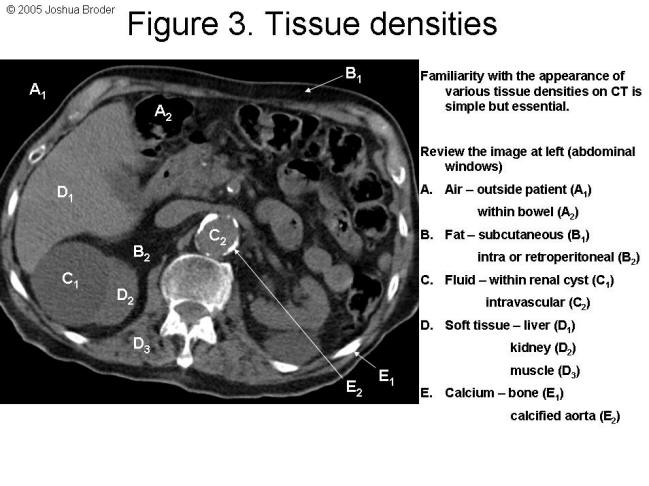 © 2005 Joshua Broder
Figure 3. Tissue densities
A1
A2
B1
D1
C2
B2
C1
D2
D3
E1
E2
Familiarity with the appearance of
various tissue densities on CT is
simple but essential.
Review the image at left (abdominal
windows)
A. Air – outside patient (A1)
within bowel (A2)
B. Fat – subcutaneous (B1)
intra or retroperitoneal (B2)
C. Fluid – within renal cyst (C1)
intravascular (C2)
D. Soft tissue – liver (D1)
kidney (D2)
muscle (D3)
E. Calcium – bone (E1)
calcified aorta (E2)